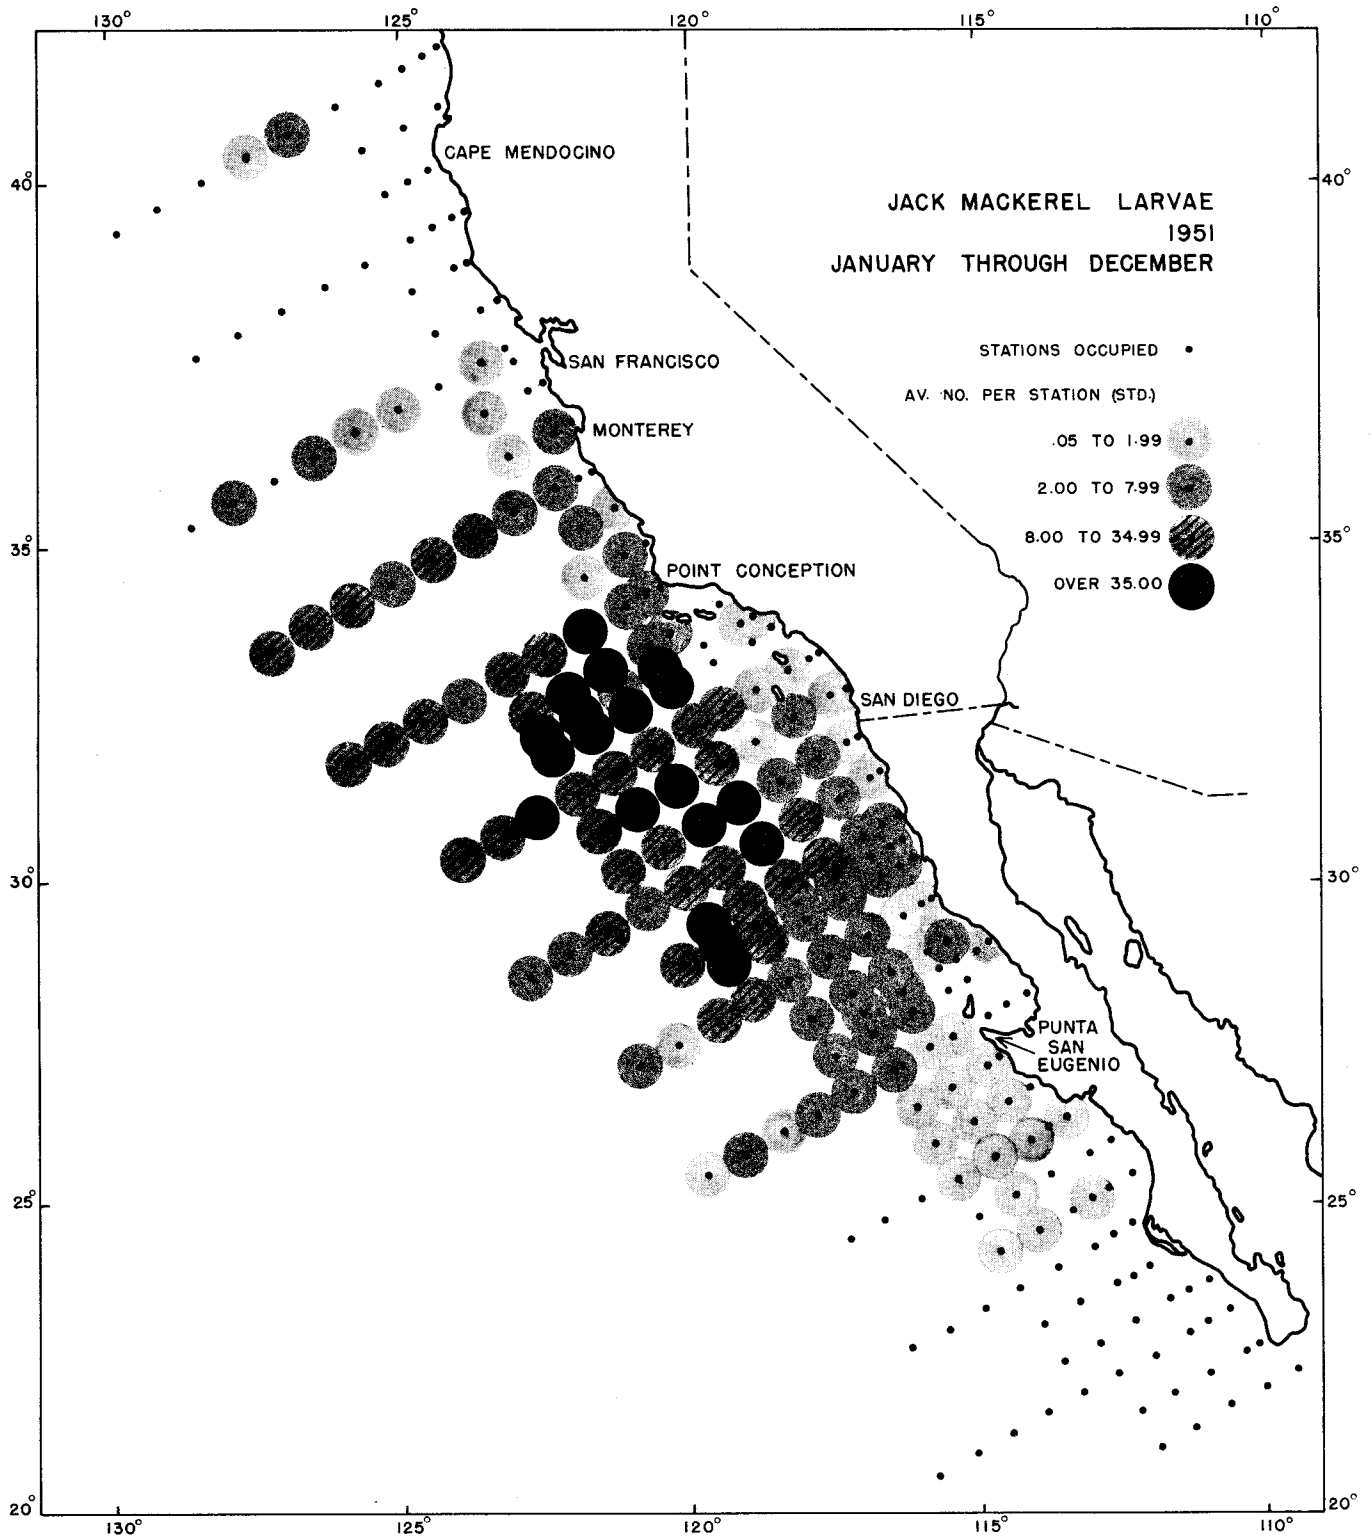 130° 125° 120° 115° 110°
CAPE MENDOCINO
40° 40°
JACK MACKEREL LARVAE
1951
JANUARY THROUGH DECEMBER
STATIONS OCCUPIED
SAN FRANCISCO
AV. NO. PER STATION (STD.)
MONTEREY
.05 TO 1.99
2.00 TO 7.99
8.00 TO 34.99
35° 35°
POINT CONCEPTION
OVER 35.00
SAN DIEGO
30° 30°
PUNTA
SAN
EUGENIO
25° 25°
20° 20°
130° 125° 120° 115° 110°